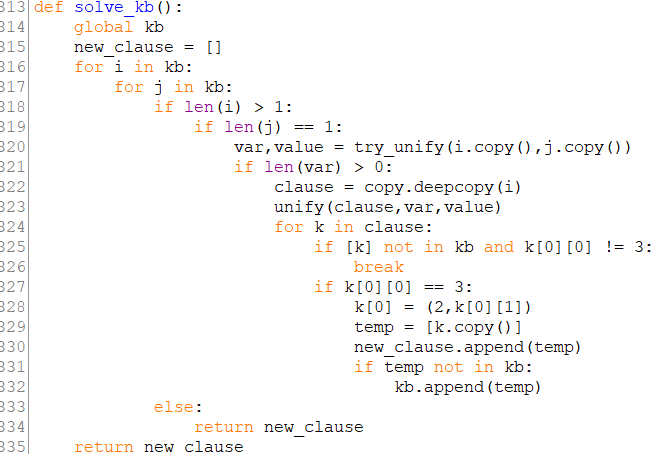 313 def solve_kb():
314     global kb
315     new_clause = []
316     for i in kb:
317         for j in kb:
318             if len(i) > 1:
319                 if len(j) == 1:
320                     var,value = try_unify(i.copy(),j.copy())
321                     if len(var) > 0:
322                         clause = copy.deepcopy(i)
323                         unify(clause,var,value)
324                         for k in clause:
325                             if [k] not in kb and k[0][0] != 3:
326                                 break
327                             if k[0][0] == 3:
328                                 k[0] = (2,k[0][1])
329                                 temp = [k.copy()]
330                                 new_clause.append(temp)
331                                 if temp not in kb:
332                                     kb.append(temp)
333             else:
334                 return new_clause
335     return new_clause